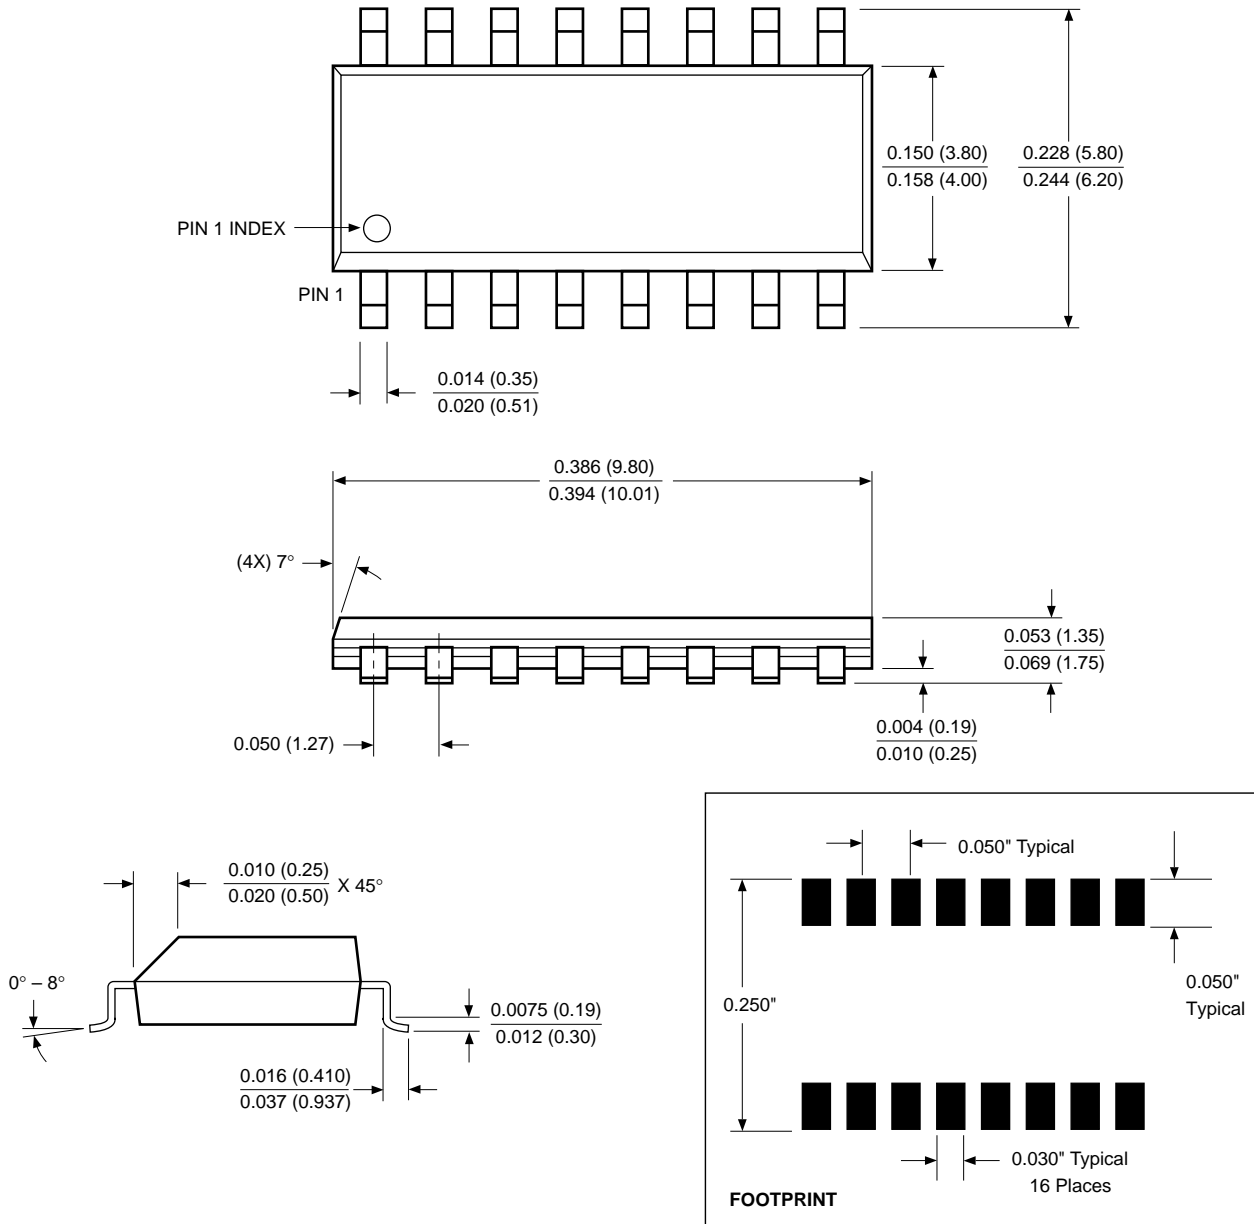 0.150 (3.80)
0.158 (4.00)
0.228 (5.80)
0.244 (6.20)
PIN 1 INDEX
PIN 1
0.014 (0.35)
0.020 (0.51)
0.386 (9.80)
0.394 (10.01)
(4X) 7°
0.053 (1.35)
0.069 (1.75)
0.004 (0.19)
0.010 (0.25)
0.050 (1.27)
0.010 (0.25)
0.020 (0.50)
X 45°
0° – 8°
0.0075 (0.19)
0.012 (0.30)
0.016 (0.410)
0.037 (0.937)
0.050" Typical
0.250"
0.050"
Typical
0.030" Typical
16 Places
FOOTPRINT